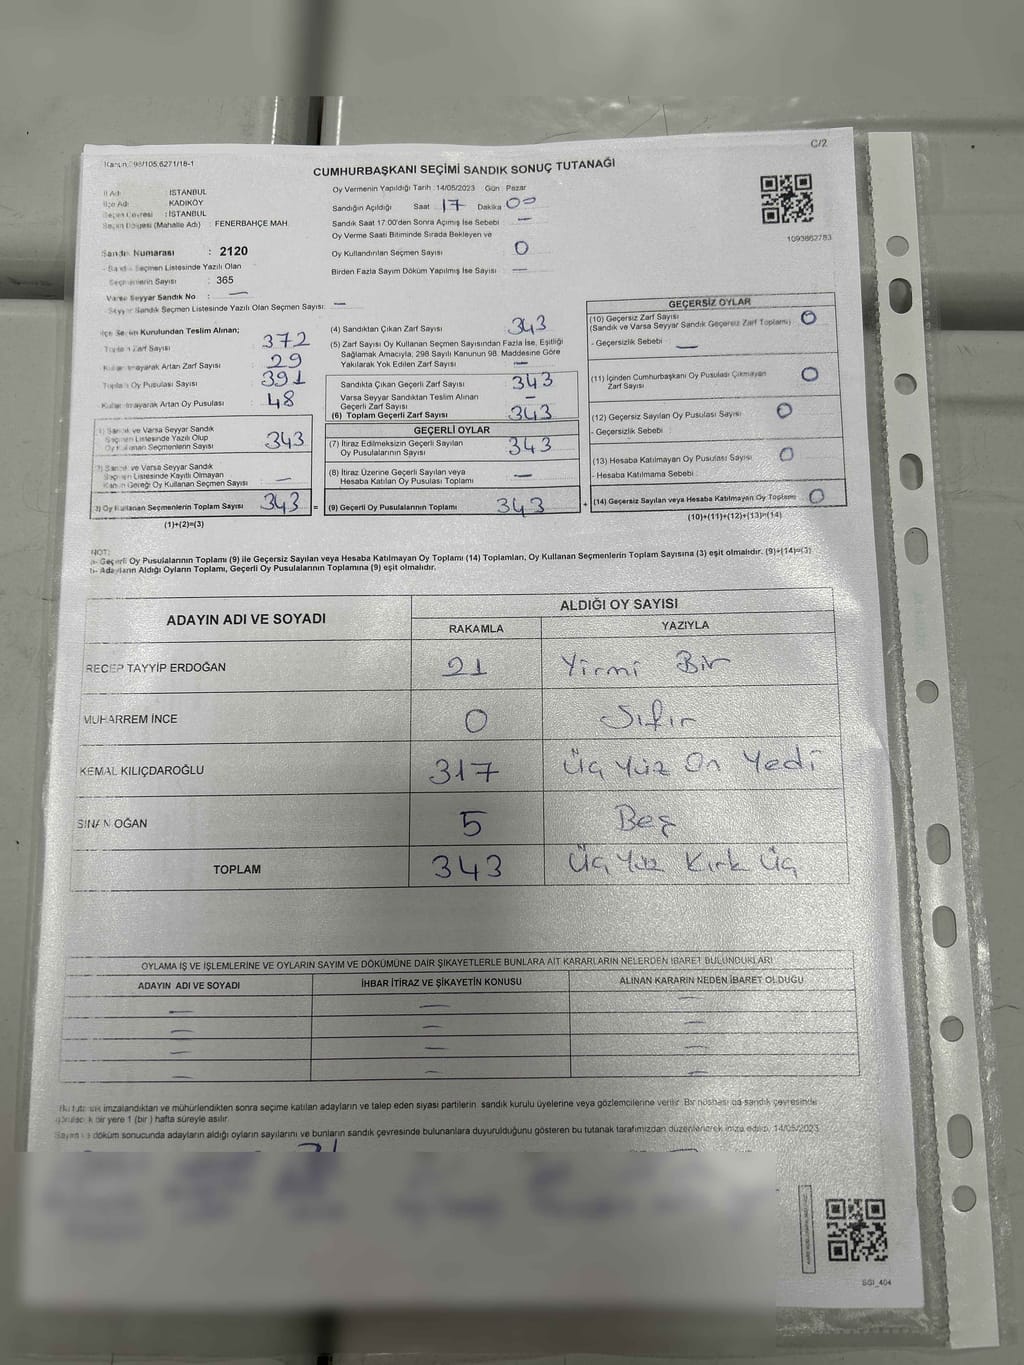 C/2
CUMHURBAŞKANI SEÇİMİ SANDIK SONUÇ TUTANAĞI
İl Adı : İSTANBUL
İlçe Adı : KADIKÖY
Seçim Çevresi : İSTANBUL
Seçim Bölgesi (Mahalle Adı) : FENERBAHÇE MAH.
Sandık Numarası : 2120
Seçmen Listesinde Yazılı Olan
Seçmenlerin Sayısı : 365
Varsa Seyyar Sandık No : —
Seyyar Sandık Seçmen Listesinde Yazılı Olan Seçmen Sayısı: —
Oy Vermenin Yapıldığı Tarih : 14/05/2023 Gün : Pazar
Sandığın Açıldığı Saat 17 Dakika 00
Sandık Saat 17:00'den Sonra Açımış İse Sebebi —
Oy Verme Saati Bitiminde Sırada Bekleyen ve
Oy Kullandırılan Seçmen Sayısı 0
Birden Fazla Sayım Döküm Yapılmış İse Sayısı —
1093862783
İlçe Seçim Kurulundan Teslim Alınan;
Toplam Zarf Sayısı 372
Kullanılmayarak Artan Zarf Sayısı 29
Toplam Oy Pusulası Sayısı 391
Kullanılmayarak Artan Oy Pusulası 48
1) Sandık ve Varsa Seyyar Sandık
Seçmen Listesinde Yazılı Olup
Oy Kullanan Seçmenlerin Sayısı 343
2) Sandık ve Varsa Seyyar Sandık
Seçmen Listesinde Kayıtlı Olmayan
Kanun Gereği Oy Kullanan Seçmen Sayısı —
3) Oy Kullanan Seçmenlerin Toplam Sayısı 343 =
(1)+(2)=(3)
(4) Sandıktan Çıkan Zarf Sayısı 343
(5) Zarf Sayısı Oy Kullanan Seçmen Sayısından Fazla İse, Eşitliği
Sağlamak Amacıyla, 298 Sayılı Kanunun 98. Maddesine Göre
Yakılarak Yok Edilen Zarf Sayısı —
Sandıkta Çıkan Geçerli Zarf Sayısı 343
Varsa Seyyar Sandıktan Teslim Alınan
Geçerli Zarf Sayısı —
(6) Toplam Geçerli Zarf Sayısı 343
GEÇERLİ OYLAR
(7) İtiraz Edilmeksizin Geçerli Sayılan
Oy Pusulalarının Sayısı 343
(8) İtiraz Üzerine Geçerli Sayılan veya
Hesaba Katılan Oy Pusulası Toplamı —
(9) Geçerli Oy Pusulalarının Toplamı 343 +
GEÇERSİZ OYLAR
(10) Geçersiz Zarf Sayısı
(Sandık ve Varsa Seyyar Sandık Geçersiz Zarf Toplamı) 0
- Geçersizlik Sebebi : —
(11) İçinden Cumhurbaşkanı Oy Pusulası Çıkmayan
Zarf Sayısı 0
(12) Geçersiz Sayılan Oy Pusulası Sayısı 0
- Geçersizlik Sebebi :
(13) Hesaba Katılmayan Oy Pusulası Sayısı 0
- Hesaba Katılmama Sebebi :
(14) Geçersiz Sayılan veya Hesaba Katılmayan Oy Toplamı 0
(10)+(11)+(12)+(13)=(14)
NOT:
a- Geçerli Oy Pusulalarının Toplamı (9) ile Geçersiz Sayılan veya Hesaba Katılmayan Oy Toplamı (14) Toplamları, Oy Kullanan Seçmenlerin Toplam Sayısına (3) eşit olmalıdır. (9)+(14)=(3)
b- Adayların Aldığı Oyların Toplamı, Geçerli Oy Pusulalarının Toplamına (9) eşit olmalıdır.
ADAYIN ADI VE SOYADI ALDIĞI OY SAYISI
RAKAMLA YAZIYLA
RECEP TAYYİP ERDOĞAN 21 Yirmi Bir
MUHARREM İNCE 0 Sıfır
KEMAL KILIÇDAROĞLU 317 Üç Yüz On Yedi
SİNAN OĞAN 5 Beş
TOPLAM 343 Üç Yüz Kırk Üç
OYLAMA İŞ VE İŞLEMLERİNE VE OYLARIN SAYIM VE DÖKÜMÜNE DAİR ŞİKAYETLERLE BUNLARA AİT KARARLARIN NELERDEN İBARET BULUNDUKLARI
ADAYIN ADI VE SOYADI İHBAR İTİRAZ VE ŞİKAYETİN KONUSU ALINAN KARARIN NEDEN İBARET OLDUĞU
— — —
— — —
— — —
— — —
Bu tutanak imzalandıktan ve mühürlendikten sonra seçime katılan adayların ve talep eden siyasi partilerin, sandık kurulu üyelerine veya gözlemcilerine verilir. Bir nüshası da sandık çevresinde
görülecek bir yere 1 (bir) hafta süreyle asılır.
Sayım ve döküm sonucunda adayların aldığı oyların sayılarını ve bunların sandık çevresinde bulunanlara duyurulduğunu gösteren bu tutanak tarafımızdan düzenlenerek imza edildi. 14/05/2023
SGI_404